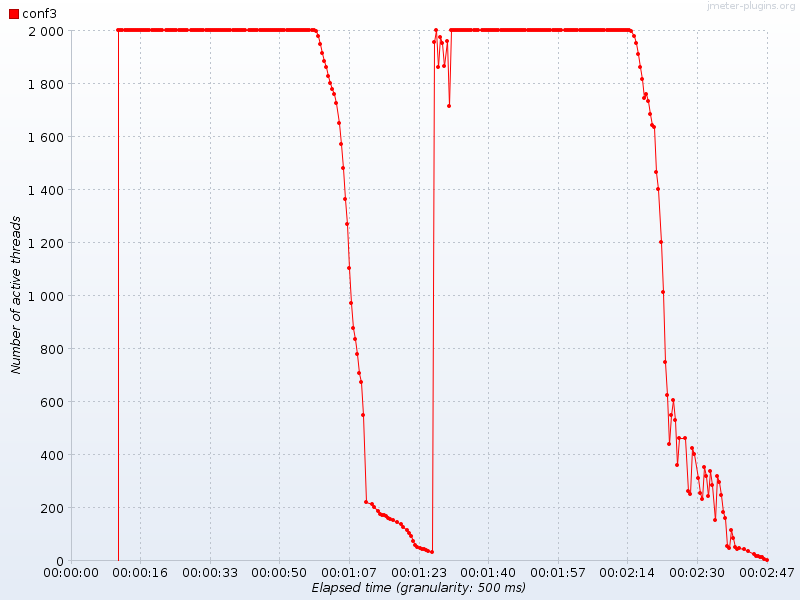 jmeter-plugins.org
conf3
2 000
1 800
1 600
1 400
1 200
1 000
800
600
400
200
0
Number of active threads
00:00:00 00:00:16 00:00:33 00:00:50 00:01:07 00:01:23 00:01:40 00:01:57 00:02:14 00:02:30 00:02:47
Elapsed time (granularity: 500 ms)